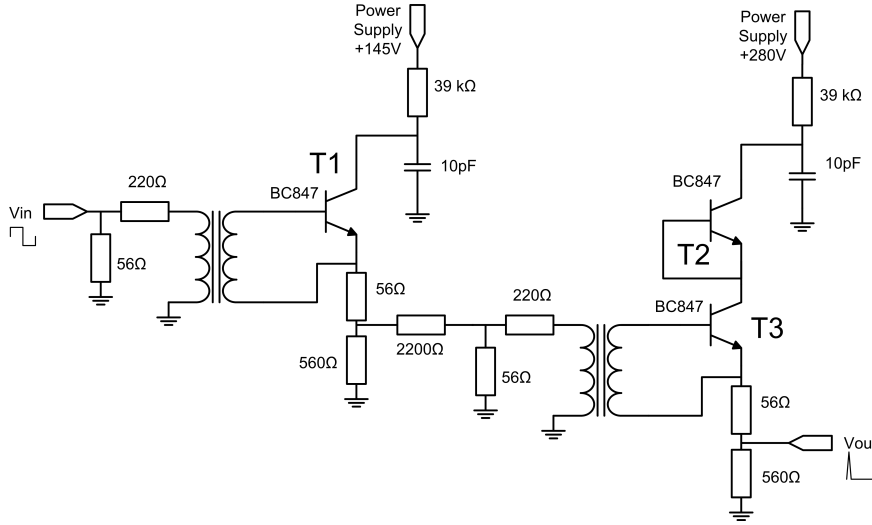 Power
Supply
+145V
39 kΩ
10pF
T1
BC847
220Ω
Vin
56Ω
56Ω
560Ω
2200Ω
220Ω
56Ω
Power
Supply
+280V
39 kΩ
10pF
BC847
T2
BC847
T3
56Ω
Vou
560Ω